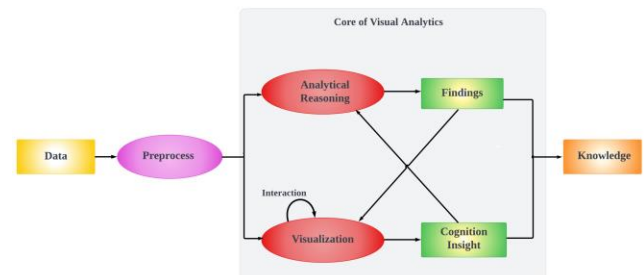 Core of Visual Analytics
Analytical
Reasoning
Findings
Data
Preprocess
Knowledge
Interaction
Visualization
Cognition
Insight